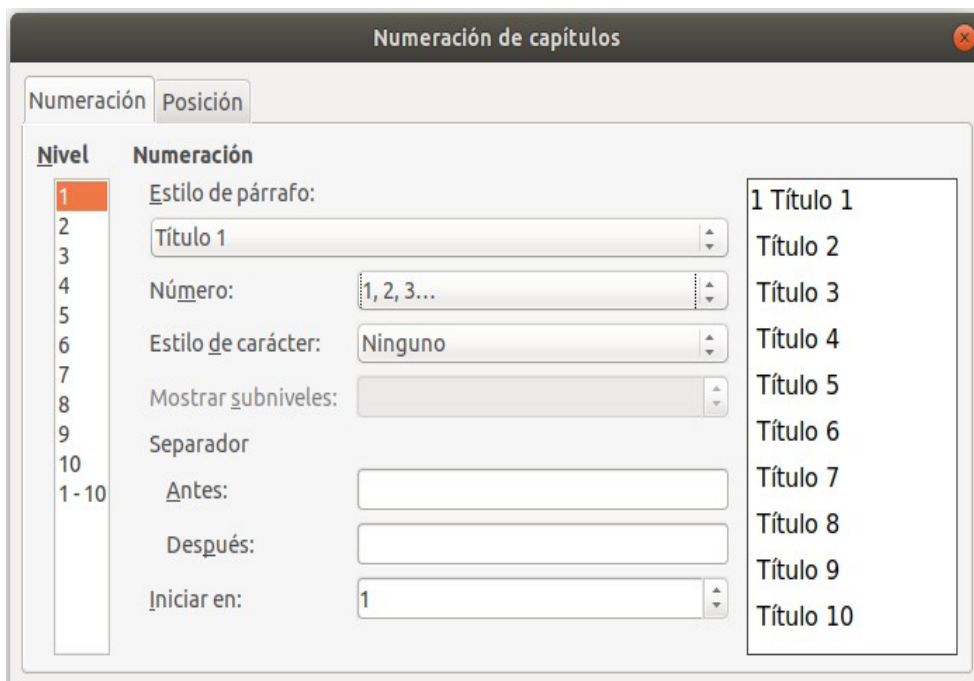 Numeración de capítulos
Numeración Posición
Nivel Numeración
1
2
3
4
5
6
7
8
9
10
1 - 10
Estilo de párrafo:
Título 1
Número: 1, 2, 3...
Estilo de carácter: Ninguno
Mostrar subniveles:
Separador
Antes:
Después:
Iniciar en: 1
1 Título 1
Título 2
Título 3
Título 4
Título 5
Título 6
Título 7
Título 8
Título 9
Título 10